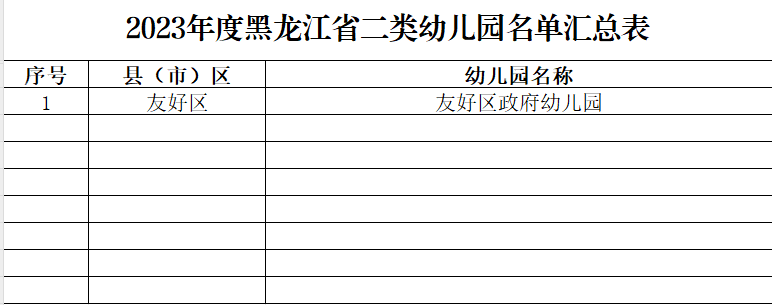 2023年度黑龙江省二类幼儿园名单汇总表
序号 县（市）区 幼儿园名称
1 友好区 友好区政府幼儿园